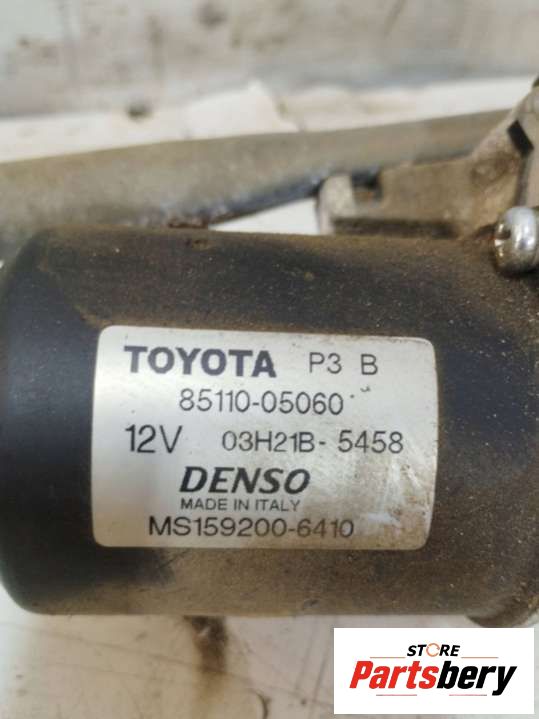 TOYOTA P3 B
85110-05060
12V 03H21B-5458
DENSO
MADE IN ITALY
MS159200-6410
STORE
Partsbery